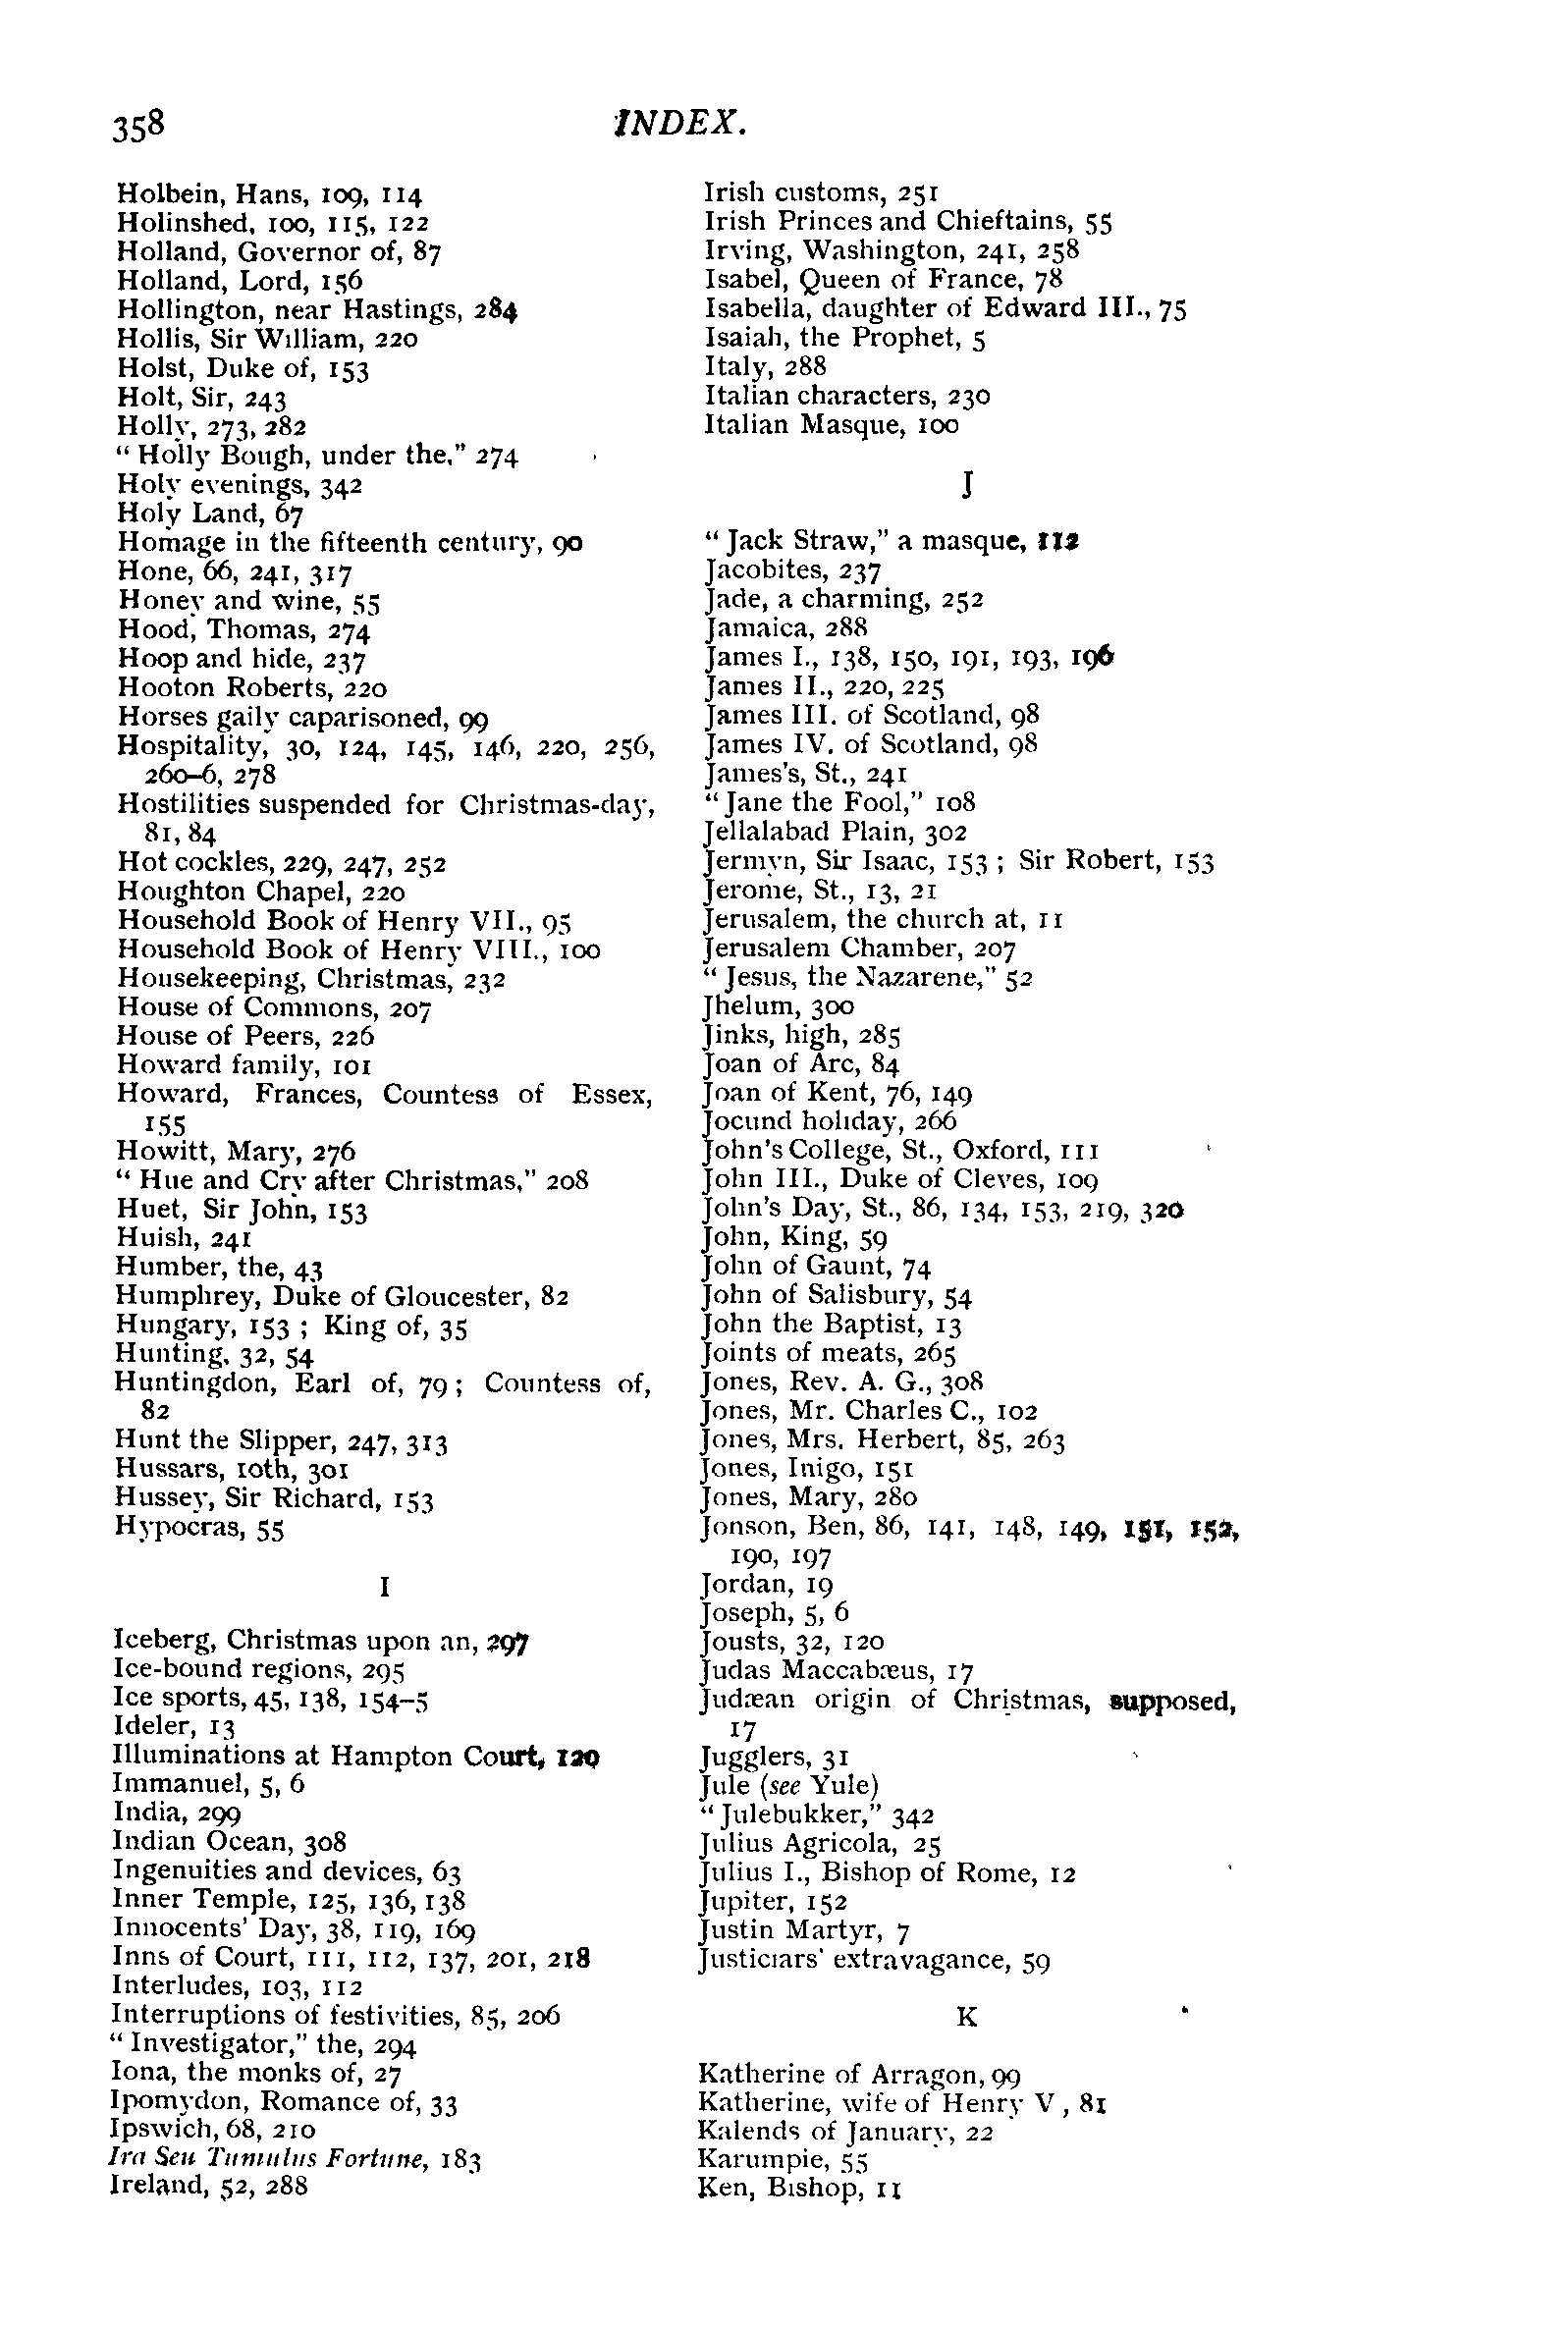 358
INDEX.
Holbein, Hans, 109, 114
Holinshed, 100, 115, 122
Holland, Governor of, 87
Holland, Lord, 156
Hollington, near Hastings, 284
Hollis, Sir William, 220
Holst, Duke of, 153
Holt, Sir, 243
Holly, 273, 282
“ Holly Bough, under the,” 274
Holy evenings, 342
Holy Land, 67
Homage in the fifteenth century, 90
Hone, 66, 241, 317
Honey and wine, 55
Hood, Thomas, 274
Hoop and hide, 237
Hooton Roberts, 220
Horses gaily caparisoned, 99
Hospitality, 30, 124, 145, 146, 220, 256,
260–6, 278
Hostilities suspended for Christmas-day,
81, 84
Hot cockles, 229, 247, 252
Houghton Chapel, 220
Household Book of Henry VII., 95
Household Book of Henry VIII., 100
Housekeeping, Christmas, 232
House of Commons, 207
House of Peers, 226
Howard family, 101
Howard, Frances, Countess of Essex,
155
Howitt, Mary, 276
“ Hue and Cry after Christmas,” 208
Huet, Sir John, 153
Huish, 241
Humber, the, 43
Humphrey, Duke of Gloucester, 82
Hungary, 153 ; King of, 35
Hunting, 32, 54
Huntingdon, Earl of, 79 ; Countess of,
82
Hunt the Slipper, 247, 313
Hussars, 10th, 301
Hussey, Sir Richard, 153
Hypocras, 55
I
Iceberg, Christmas upon an, 297
Ice-bound regions, 295
Ice sports, 45, 138, 154–5
Ideler, 13
Illuminations at Hampton Court, 120
Immanuel, 5, 6
India, 299
Indian Ocean, 308
Ingenuities and devices, 63
Inner Temple, 125, 136, 138
Innocents’ Day, 38, 119, 169
Inns of Court, 111, 112, 137, 201, 218
Interludes, 103, 112
Interruptions of festivities, 85, 206
“ Investigator,” the, 294
Iona, the monks of, 27
Ipomydon, Romance of, 33
Ipswich, 68, 210
Ira Seu Tumulus Fortune, 183
Ireland, 52, 288
Irish customs, 251
Irish Princes and Chieftains, 55
Irving, Washington, 241, 258
Isabel, Queen of France, 78
Isabella, daughter of Edward III., 75
Isaiah, the Prophet, 5
Italy, 288
Italian characters, 230
Italian Masque, 100
J
“ Jack Straw,” a masque, 112
Jacobites, 237
Jade, a charming, 252
Jamaica, 288
James I., 138, 150, 191, 193, 196
James II., 220, 225
James III. of Scotland, 98
James IV. of Scotland, 98
James’s, St., 241
“ Jane the Fool,” 108
Jellalabad Plain, 302
Jermyn, Sir Isaac, 153 ; Sir Robert, 153
Jerome, St., 13, 21
Jerusalem, the church at, 11
Jerusalem Chamber, 207
“ Jesus, the Nazarene,” 52
Jhelum, 300
Jinks, high, 285
Joan of Arc, 84
Joan of Kent, 76, 149
Jocund holiday, 266
John’s College, St., Oxford, 111
John III., Duke of Cleves, 109
John’s Day, St., 86, 134, 153, 219, 320
John, King, 59
John of Gaunt, 74
John of Salisbury, 54
John the Baptist, 13
Joints of meats, 265
Jones, Rev. A. G., 308
Jones, Mr. Charles C., 102
Jones, Mrs. Herbert, 85, 263
Jones, Inigo, 151
Jones, Mary, 280
Jonson, Ben, 86, 141, 148, 149, 151, 152,
190, 197
Jordan, 19
Joseph, 5, 6
Jousts, 32, 120
Judas Maccabæus, 17
Judæan origin of Christmas, supposed,
17
Jugglers, 31
Jule (see Yule)
“ Julebukker,” 342
Julius Agricola, 25
Julius I., Bishop of Rome, 12
Jupiter, 152
Justin Martyr, 7
Justiciars’ extravagance, 59
K
Katherine of Arragon, 99
Katherine, wife of Henry V , 81
Kalends of January, 22
Karumpie, 55
Ken, Bishop, 11